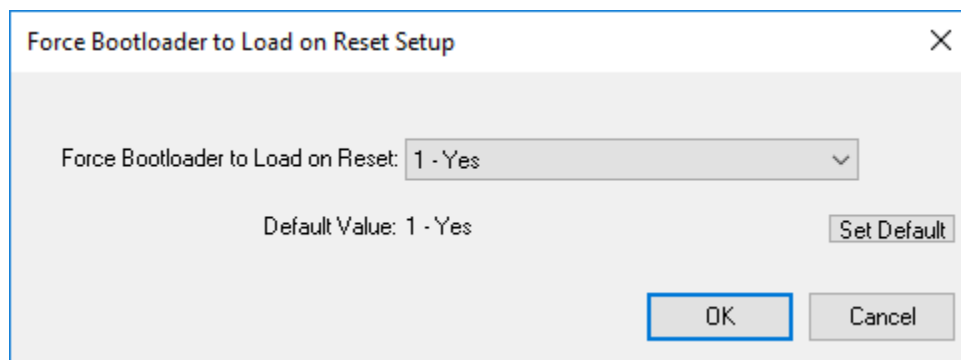 Force Bootloader to Load on Reset Setup
Force Bootloader to Load on Reset: 1 - Yes
Default Value: 1 - Yes Set Default
OK Cancel